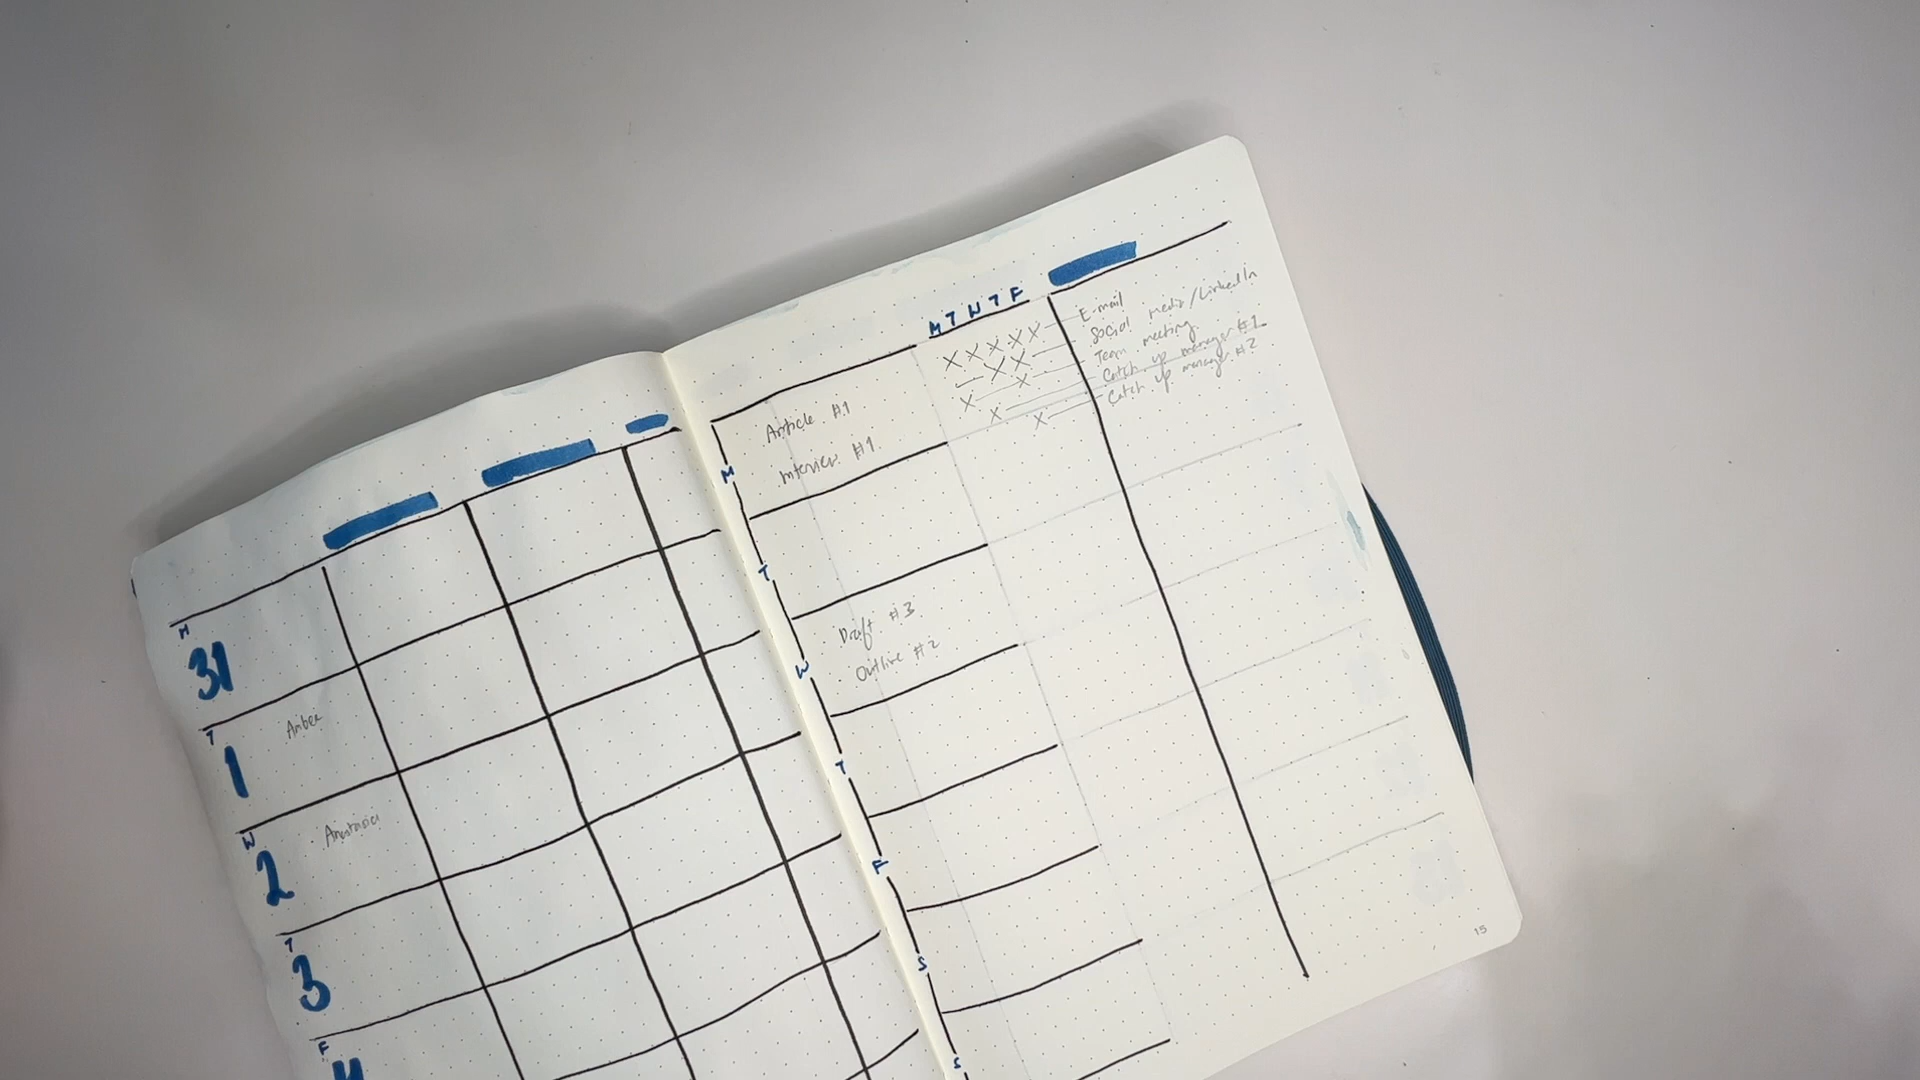 M
31
T
1
Amber
W
2
Anastasia
T
3
F
4
M T W T F
M
Article #1
Interview #1
T
W
Draft #3
Outline #2
T
F
S
S
X X X X X
X X
X
X
X
X
E-mail
Social media/LinkedIn
Team meeting
Catch up manager #1
Catch up manager #2
15